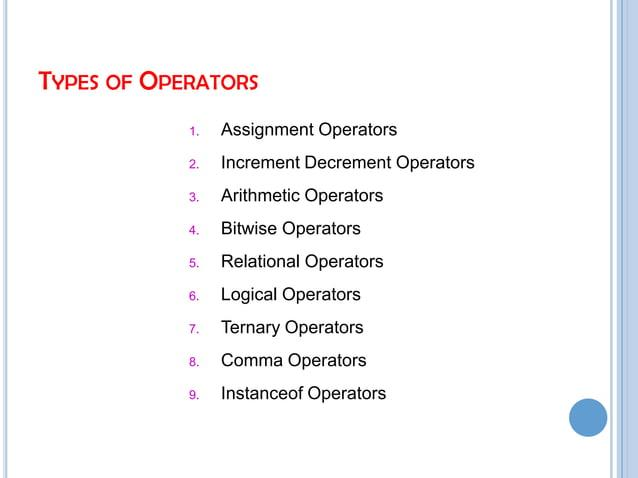 TYPES OF OPERATORS
1. Assignment Operators
2. Increment Decrement Operators
3. Arithmetic Operators
4. Bitwise Operators
5. Relational Operators
6. Logical Operators
7. Ternary Operators
8. Comma Operators
9. Instanceof Operators